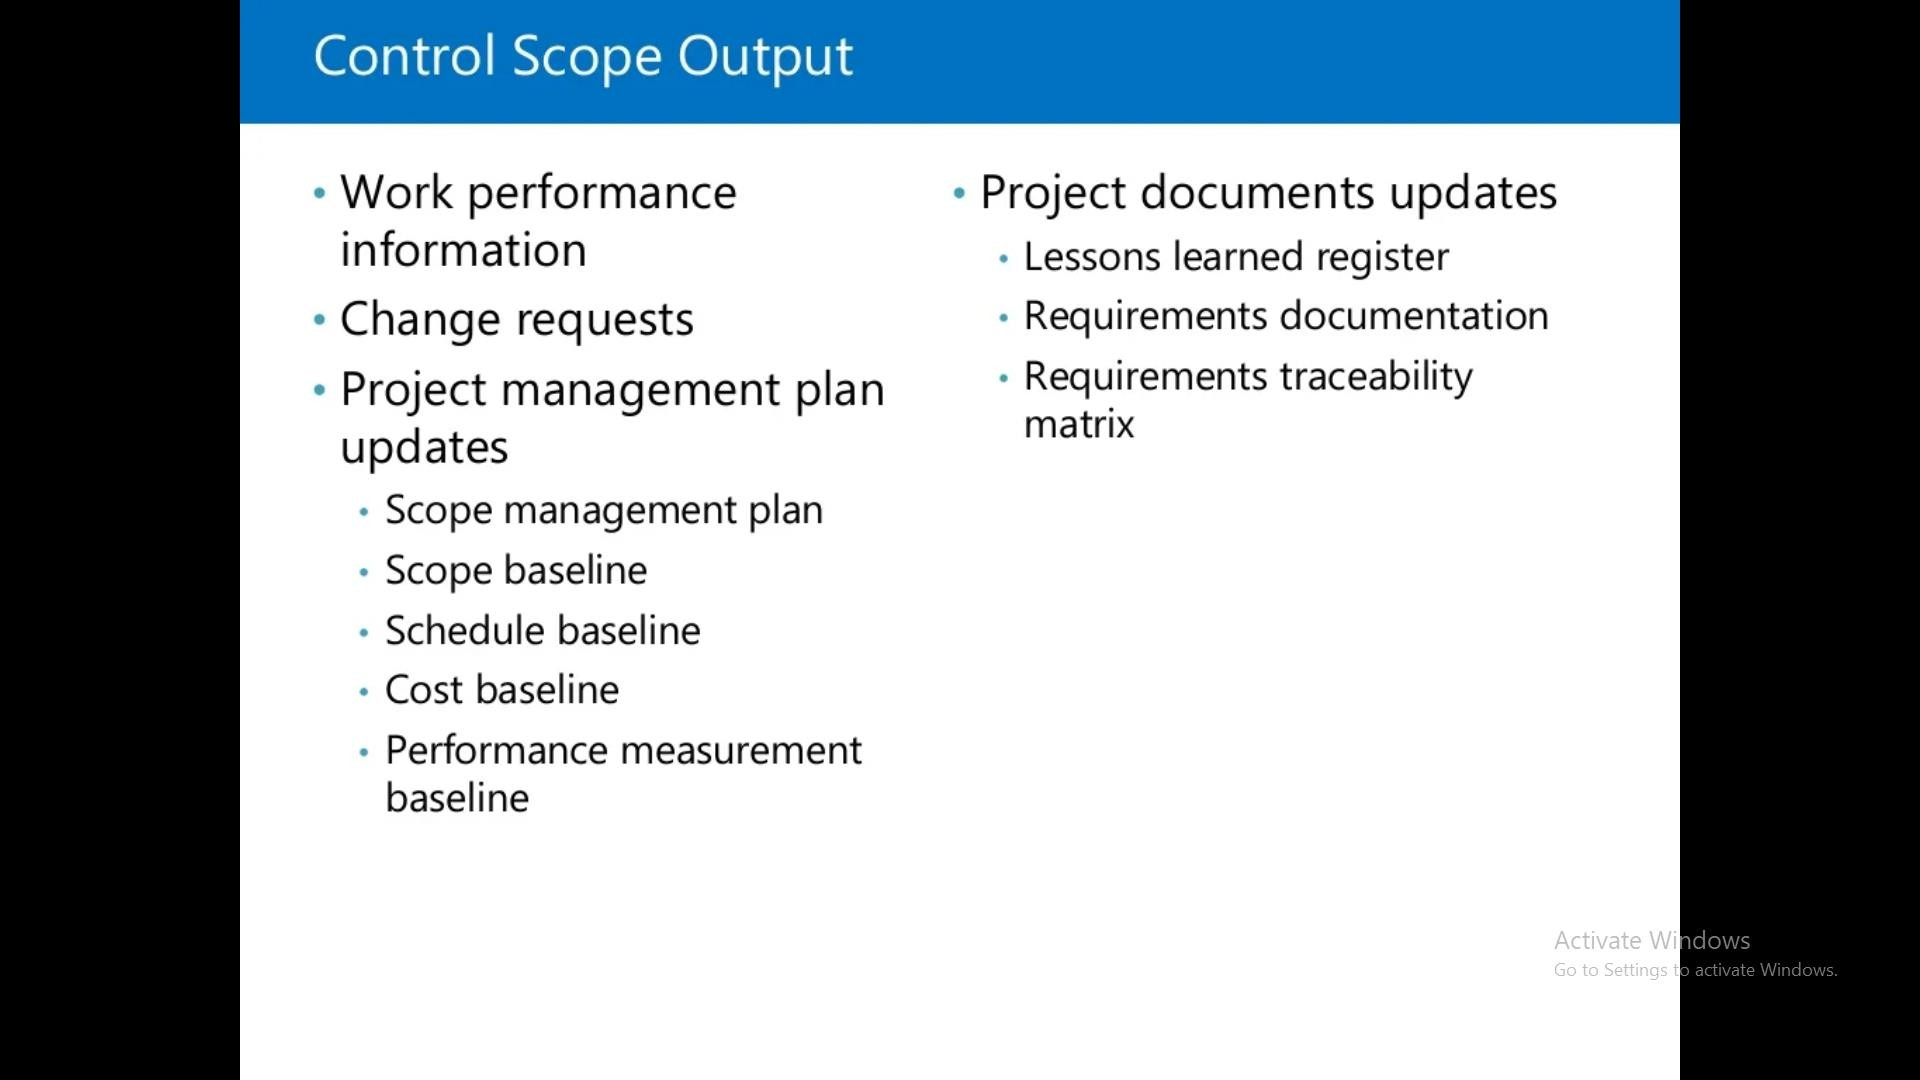 Control Scope Output
• Work performance
information
• Change requests
• Project management plan
updates
• Scope management plan
• Scope baseline
• Schedule baseline
• Cost baseline
• Performance measurement
baseline
• Project documents updates
• Lessons learned register
• Requirements documentation
• Requirements traceability
matrix
Activate Windows
Go to Settings to activate Windows.